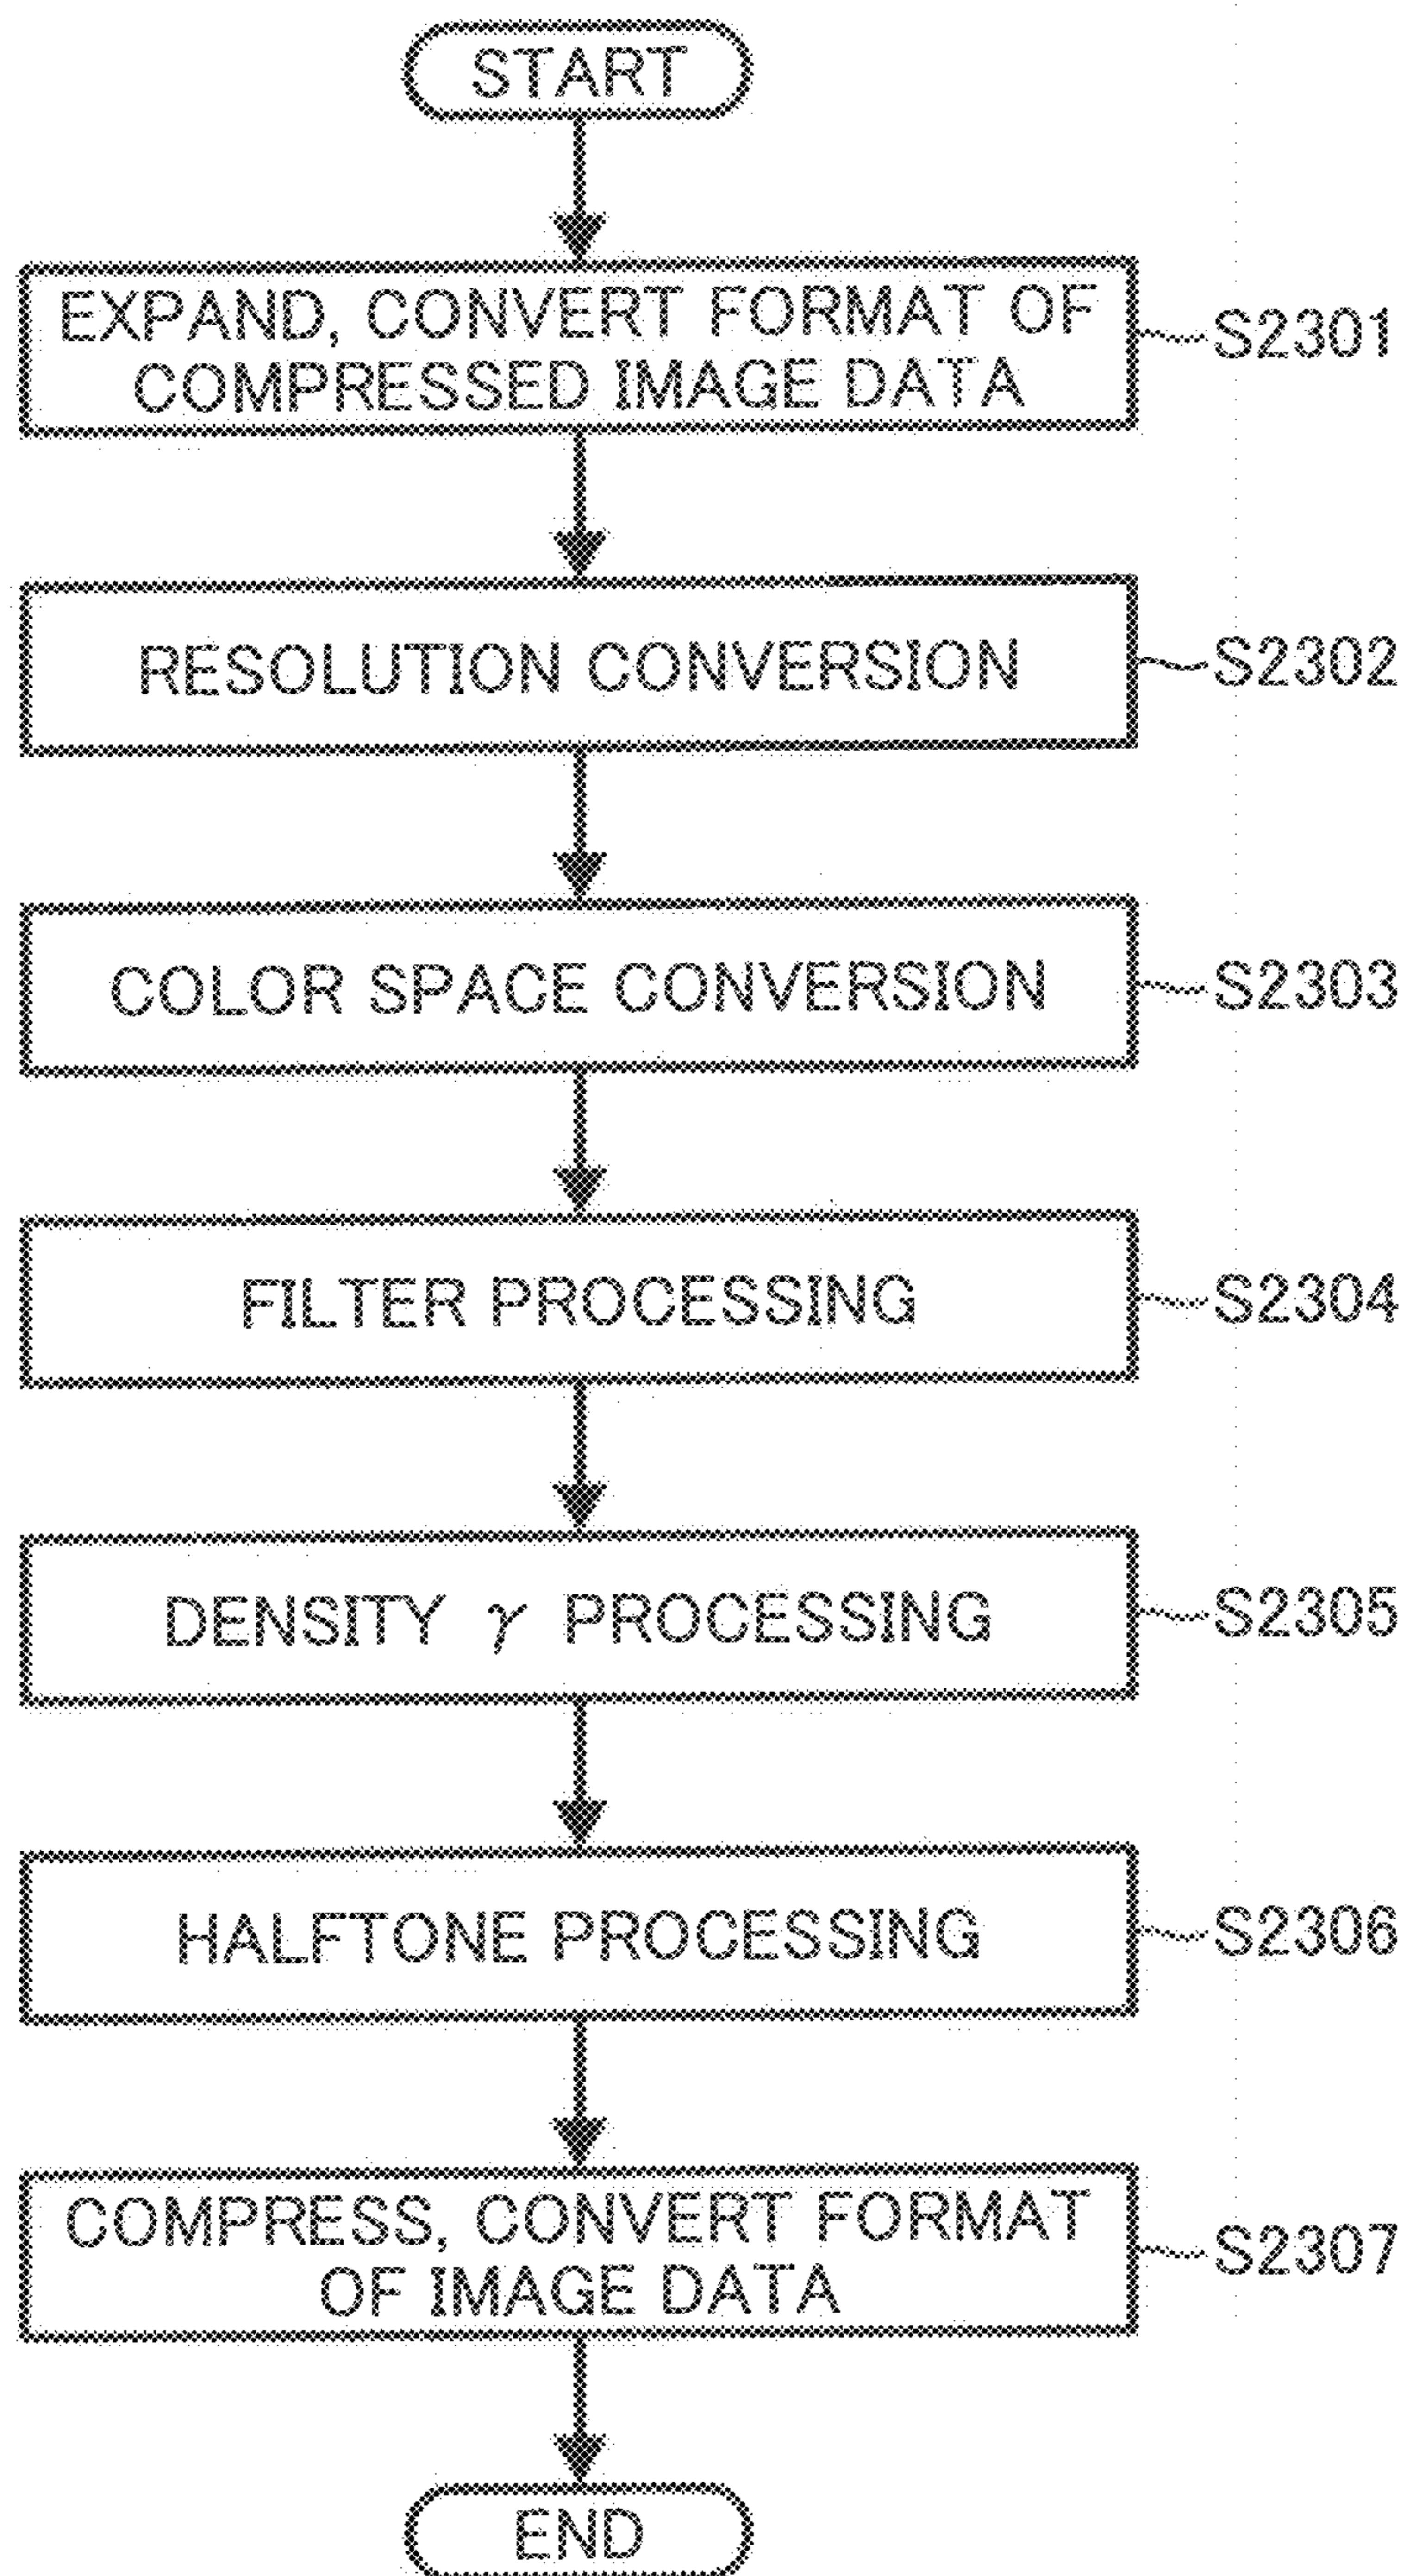 START
EXPAND, CONVERT FORMAT OF
COMPRESSED IMAGE DATA
S2301
RESOLUTION CONVERSION
S2302
COLOR SPACE CONVERSION
S2303
FILTER PROCESSING
S2304
DENSITY γ PROCESSING
S2305
HALFTONE PROCESSING
S2306
COMPRESS, CONVERT FORMAT
OF IMAGE DATA
S2307
END